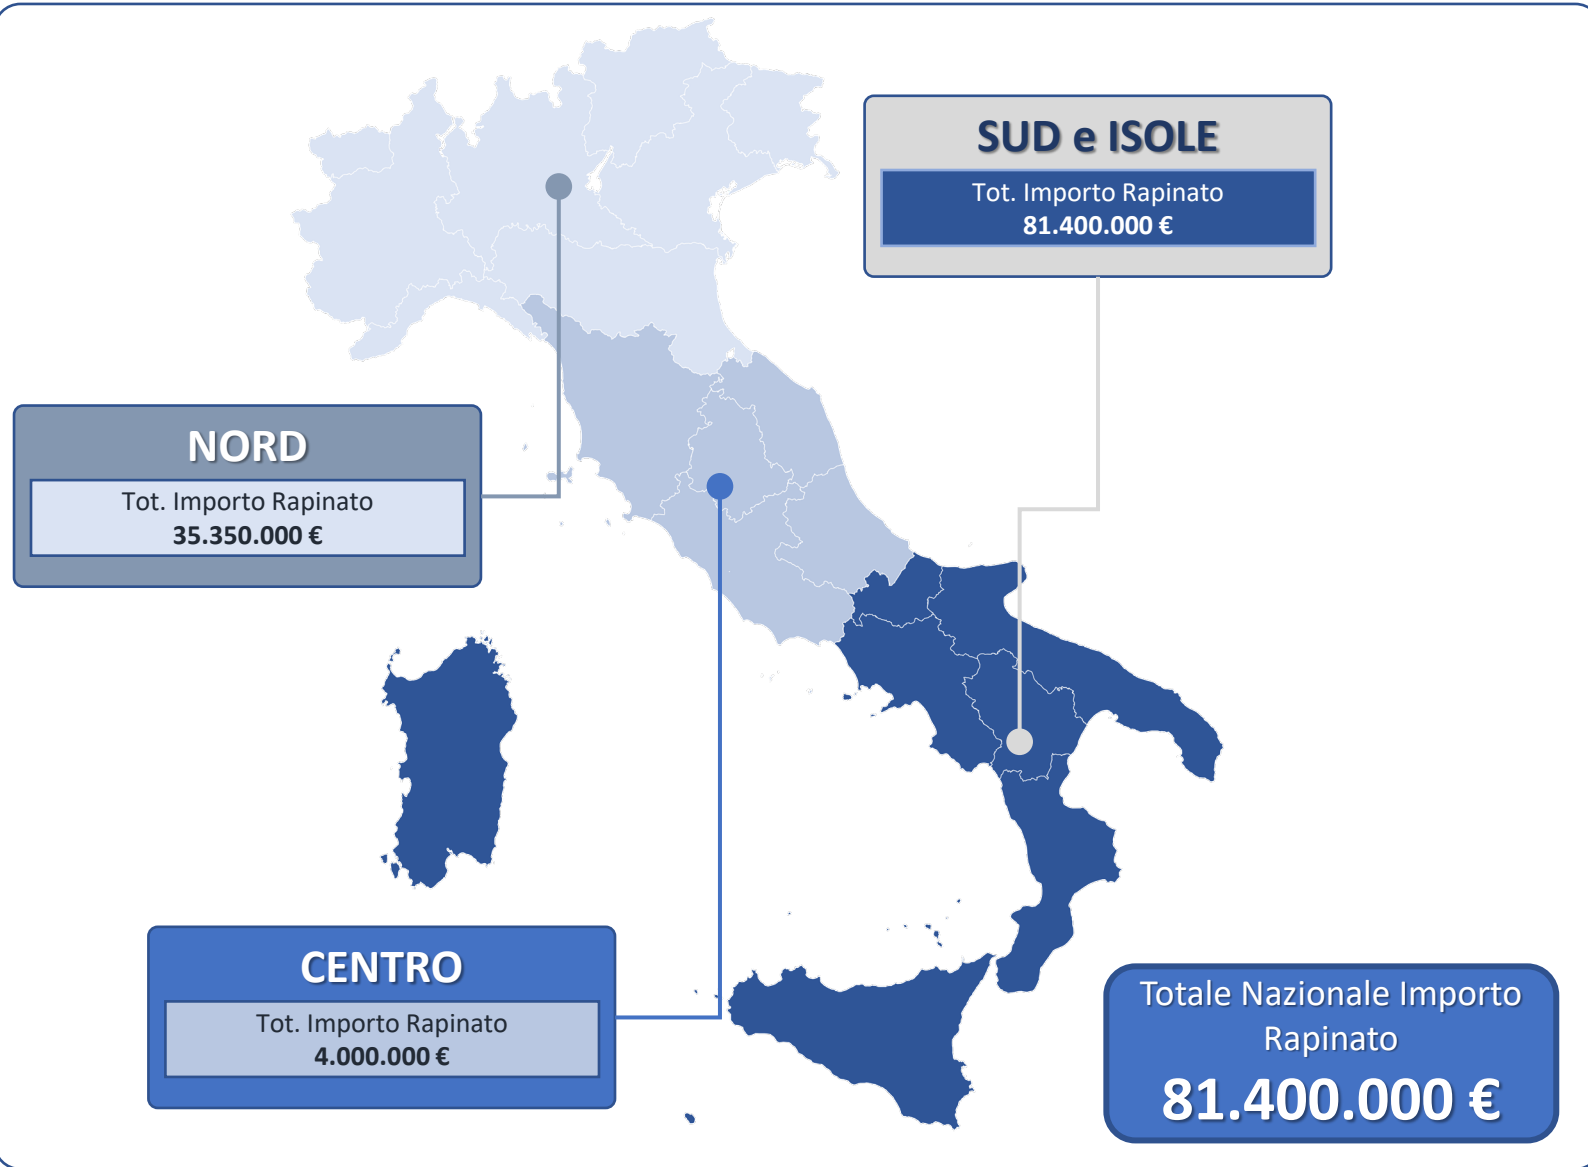 SUD e ISOLE
Tot. Importo Rapinato
81.400.000 €
NORD
Tot. Importo Rapinato
35.350.000 €
CENTRO
Tot. Importo Rapinato
4.000.000 €
Totale Nazionale Importo
Rapinato
81.400.000 €